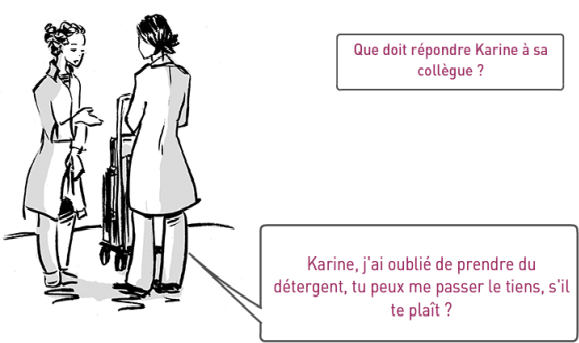 Que doit répondre Karine à sa
collègue ?
Karine, j'ai oublié de prendre du
détergent, tu peux me passer le tiens, s'il
te plaît ?